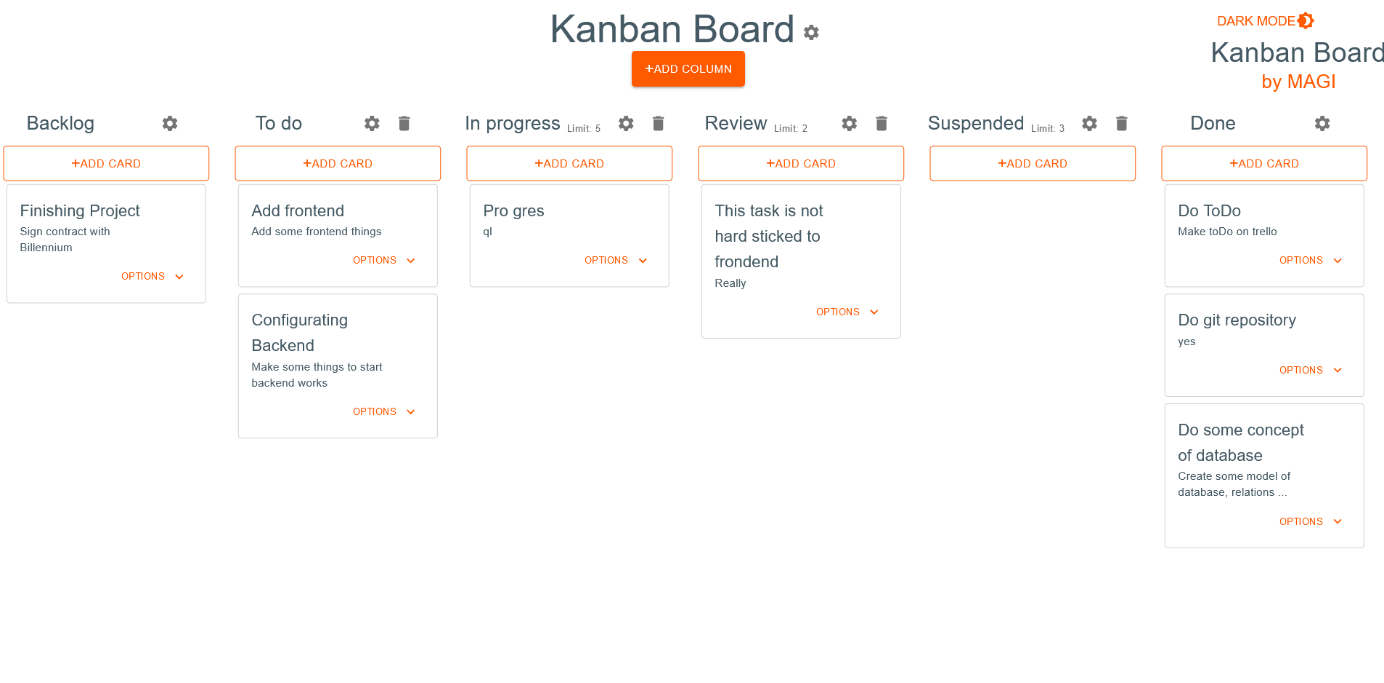 Kanban Board
+ADD COLUMN
DARK MODE
Kanban Board
by MAGI
Backlog
+ADD CARD
Finishing Project
Sign contract with
Billennium
OPTIONS
To do
+ADD CARD
Add frontend
Add some frontend things
OPTIONS
Configurating
Backend
Make some things to start
backend works
OPTIONS
In progress Limit: 5
+ADD CARD
Pro gres
ql
OPTIONS
Review Limit: 2
+ADD CARD
This task is not
hard sticked to
frondend
Really
OPTIONS
Suspended Limit: 3
+ADD CARD
Done
+ADD CARD
Do ToDo
Make toDo on trello
OPTIONS
Do git repository
yes
OPTIONS
Do some concept
of database
Create some model of
database, relations ...
OPTIONS